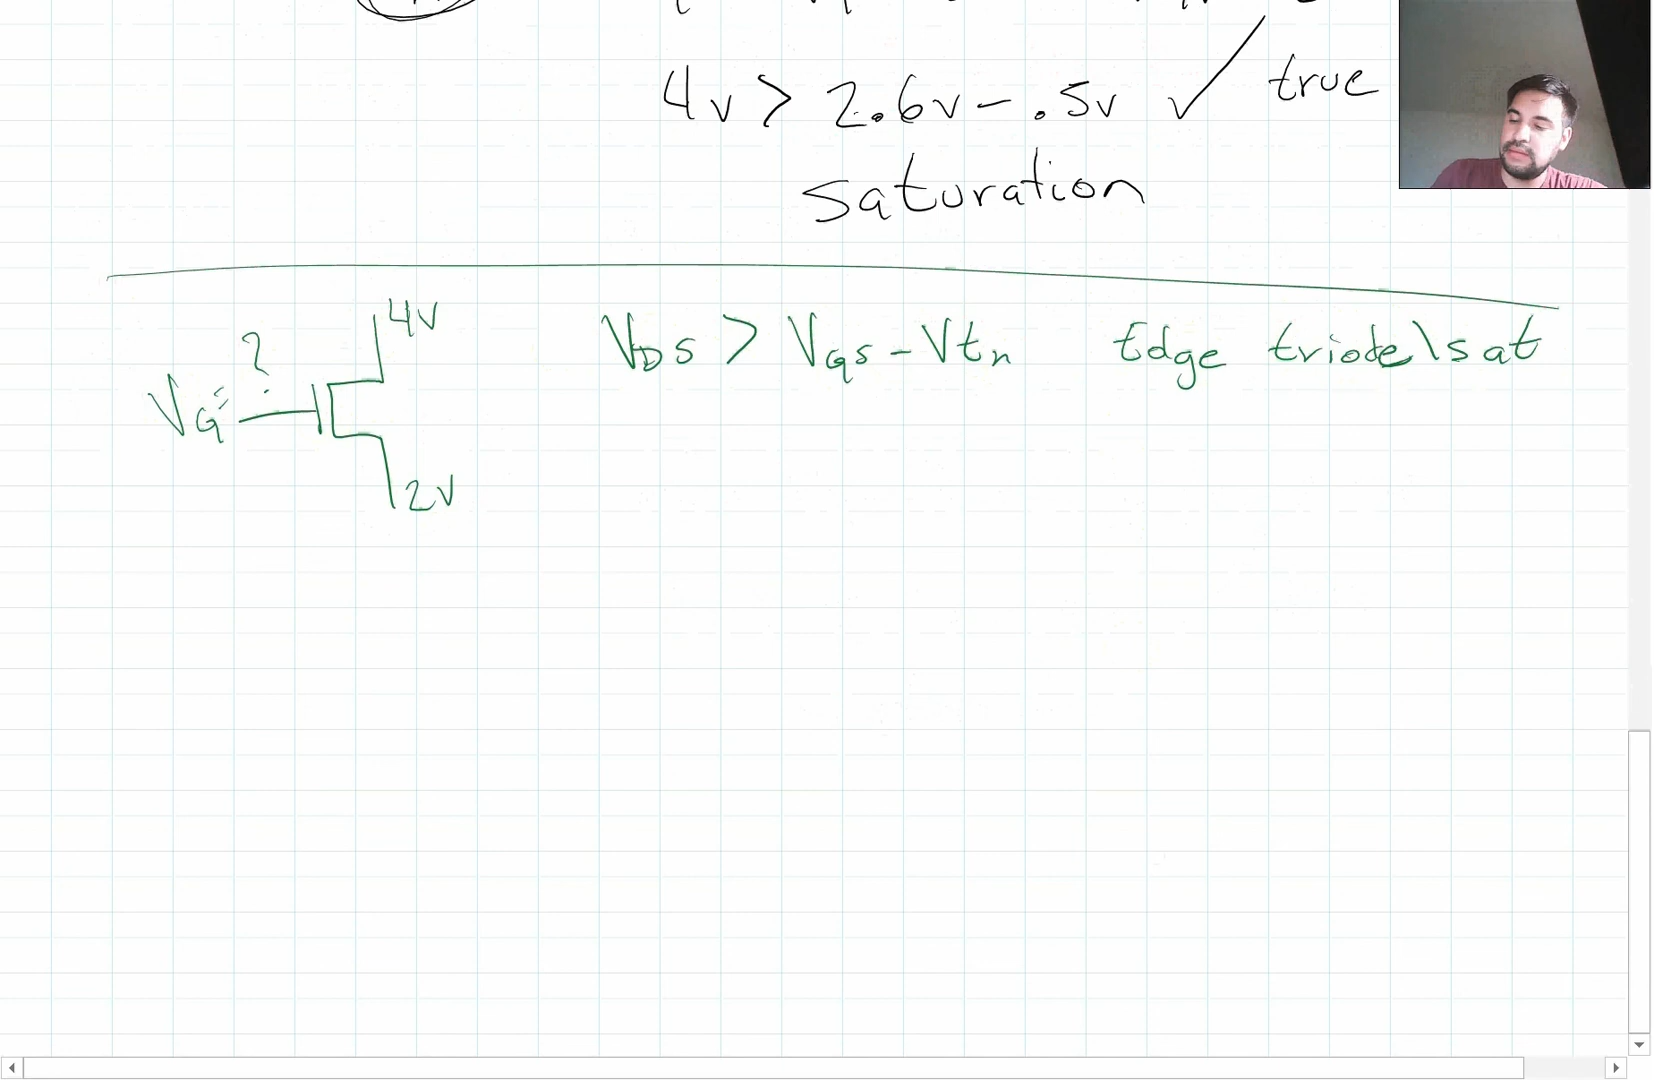 4v > 2.6v - .5v ✓ true
saturation
4v
VDS > VGS - Vtn Edge triode\sat
?
VG=
2v